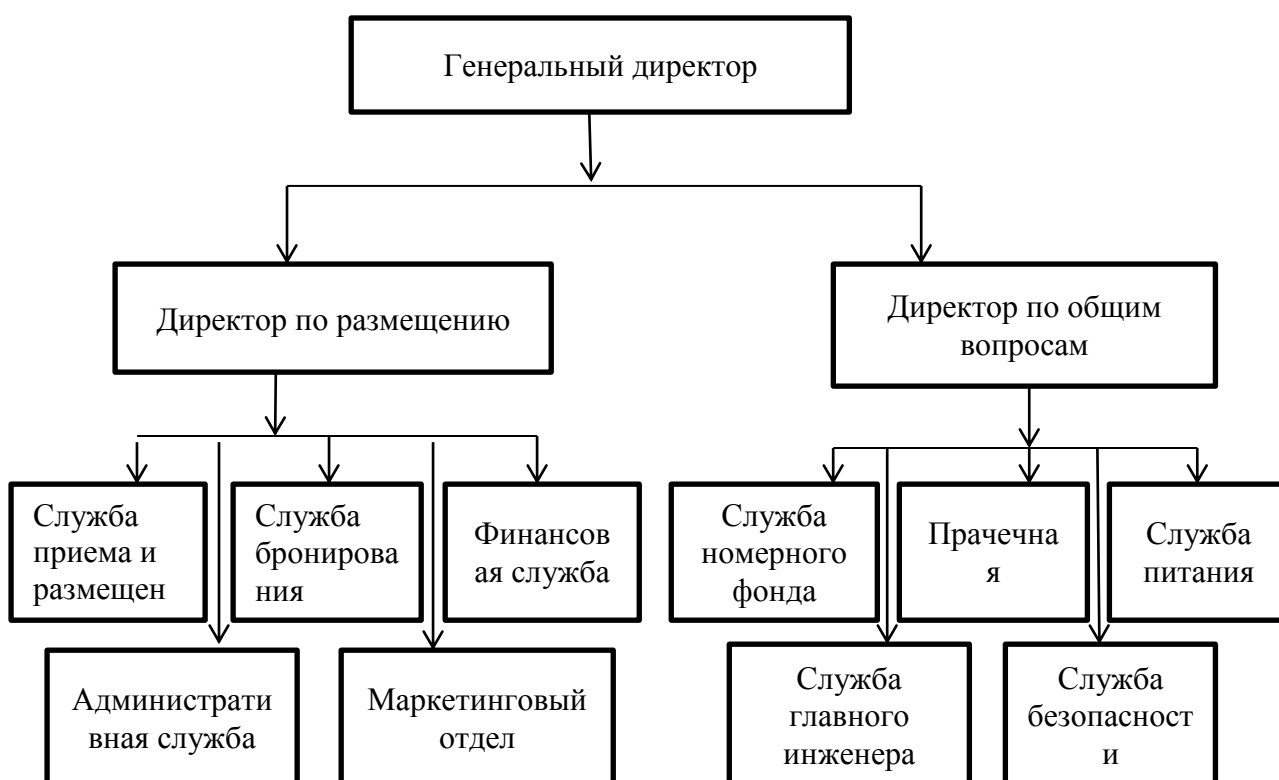 Генеральный директор
Директор по размещению
Директор по общим
вопросам
Служба
приема и
размещен
Служба
бронирова
ния
Финансов
ая служба
Служба
номерного
фонда
Прачечна
я
Служба
питания
Администрати
вная служба
Маркетинговый
отдел
Служба
главного
инженера
Служба
безопасност
и